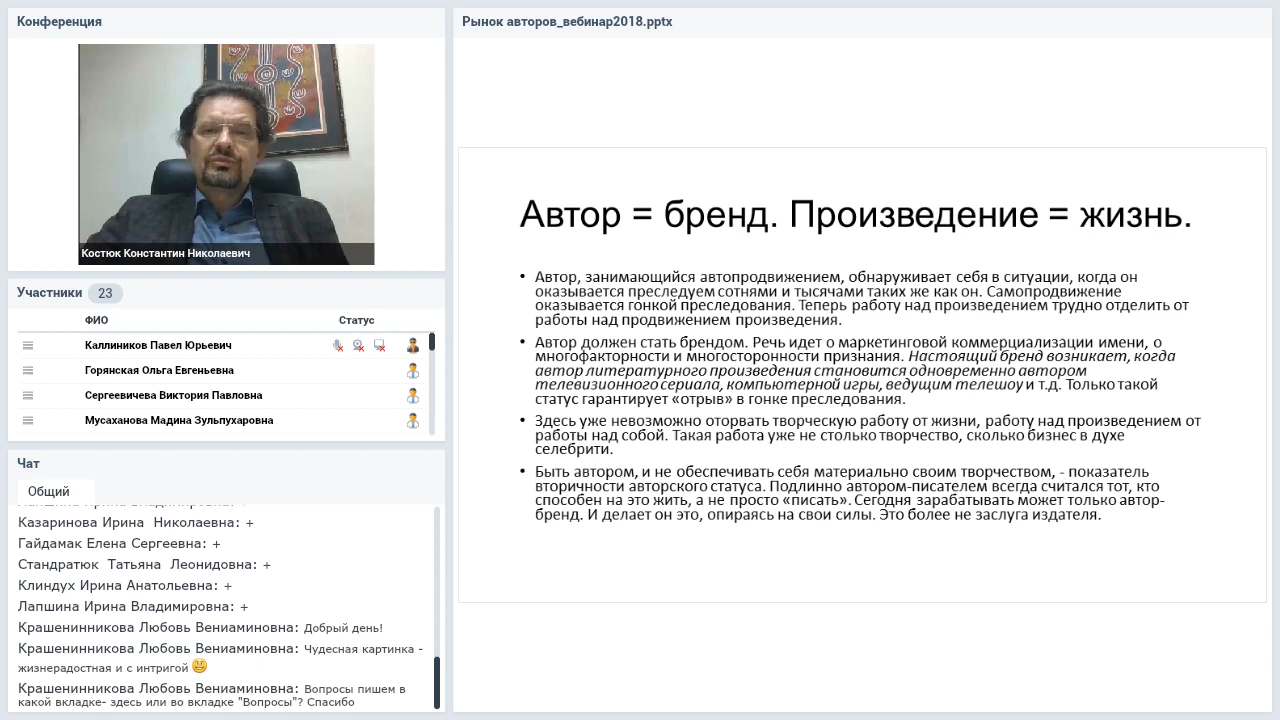 Конференция
Костюк Константин Николаевич
Участники 23
ФИО Статус
Каллиников Павел Юрьевич
Горянская Ольга Евгеньевна
Сергеевичева Виктория Павловна
Мусаханова Мадина Зульпухаровна
Чат
Общий
Казаринова Ирина Николаевна: +
Гайдамак Елена Сергеевна: +
Стандратюк Татьяна Леонидовна: +
Клиндух Ирина Анатольевна: +
Лапшина Ирина Владимировна: +
Крашенинникова Любовь Вениаминовна: Добрый день!
Крашенинникова Любовь Вениаминовна: Чудесная картинка -
жизнерадостная и с интригой
Крашенинникова Любовь Вениаминовна: Вопросы пишем в
какой вкладке- здесь или во вкладке "Вопросы"? Спасибо
Рынок авторов_вебинар2018.pptx
Автор = бренд. Произведение = жизнь.
• Автор, занимающийся автопродвижением, обнаруживает себя в ситуации, когда он
оказывается преследуем сотнями и тысячами таких же как он. Самопродвижение
оказывается гонкой преследования. Теперь работу над произведением трудно отделить от
работы над продвижением произведения.
• Автор должен стать брендом. Речь идет о маркетинговой коммерциализации имени, о
многофакторности и многосторонности признания. Настоящий бренд возникает, когда
автор литературного произведения становится одновременно автором
телевизионного сериала, компьютерной игры, ведущим телешоу и т.д. Только такой
статус гарантирует «отрыв» в гонке преследования.
• Здесь уже невозможно оторвать творческую работу от жизни, работу над произведением от
работы над собой. Такая работа уже не столько творчество, сколько бизнес в духе
селебрити.
• Быть автором, и не обеспечивать себя материально своим творчеством, - показатель
вторичности авторского статуса. Подлинно автором-писателем всегда считался тот, кто
способен на это жить, а не просто «писать». Сегодня зарабатывать может только автор-
бренд. И делает он это, опираясь на свои силы. Это более не заслуга издателя.